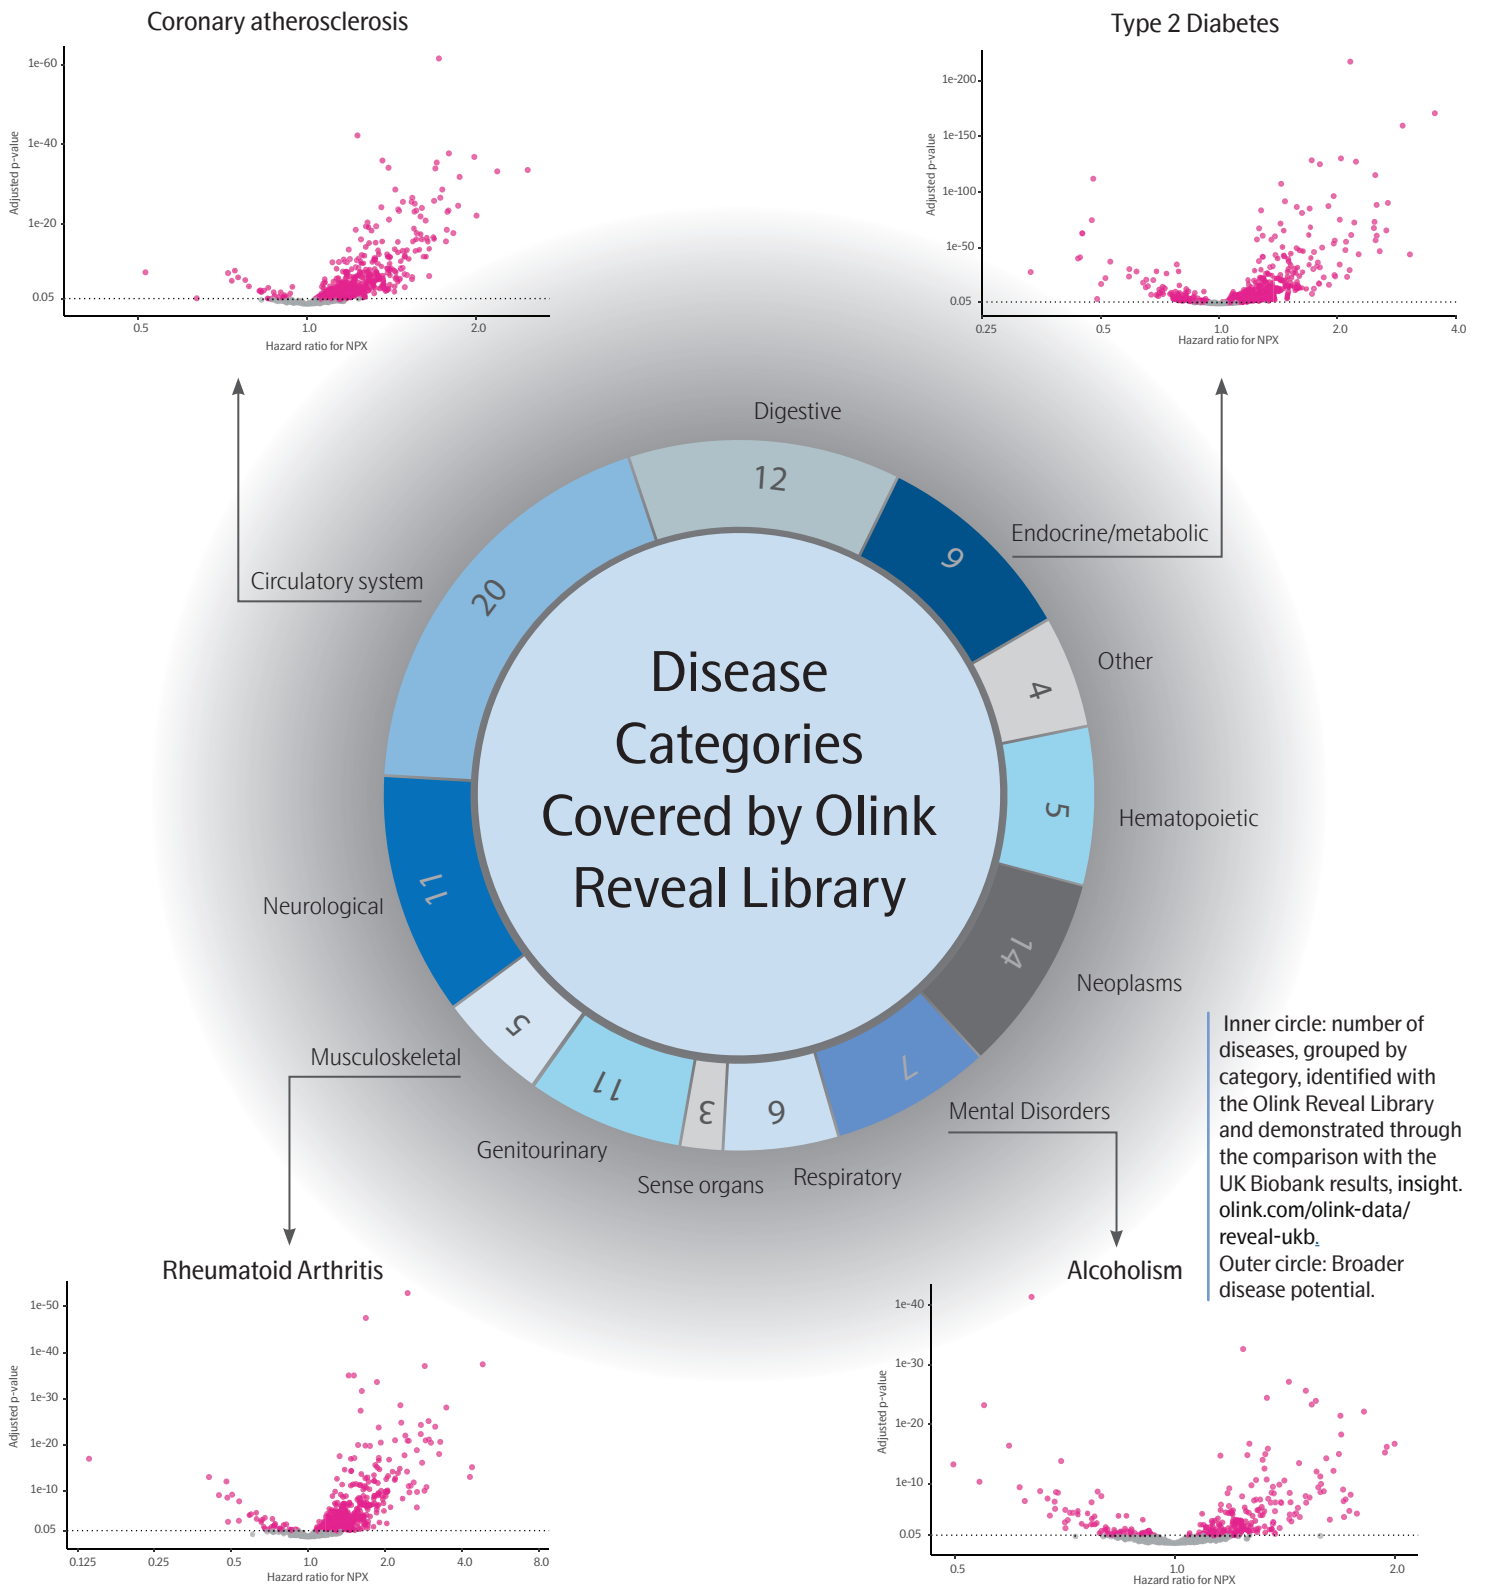 Coronary atherosclerosis
1e-60
1e-40
1e-20
0.05
Adjusted p-value
0.5
1.0
2.0
Hazard ratio for NPX
Type 2 Diabetes
1e-200
1e-150
1e-100
1e-50
0.05
Adjusted p-value
0.25
0.5
1.0
2.0
4.0
Hazard ratio for NPX
Digestive
12
Endocrine/metabolic
9
Circulatory system
20
Other
4
Hematopoietic
5
Neurological
11
Neoplasms
14
Musculoskeletal
5
Genitourinary
11
Sense organs
3
Respiratory
6
Mental Disorders
7
Disease
Categories
Covered by Olink
Reveal Library
Inner circle: number of
diseases, grouped by
category, identified with
the Olink Reveal Library
and demonstrated through
the comparison with the
UK Biobank results, insight.
olink.com/olink-data/
reveal-ukb.
Outer circle: Broader
disease potential.
Rheumatoid Arthritis
1e-50
1e-40
1e-30
1e-20
1e-10
0.05
Adjusted p-value
0.125
0.25
0.5
1.0
2.0
4.0
8.0
Hazard ratio for NPX
Alcoholism
1e-40
1e-30
1e-20
1e-10
0.05
Adjusted p-value
0.5
1.0
2.0
Hazard ratio for NPX